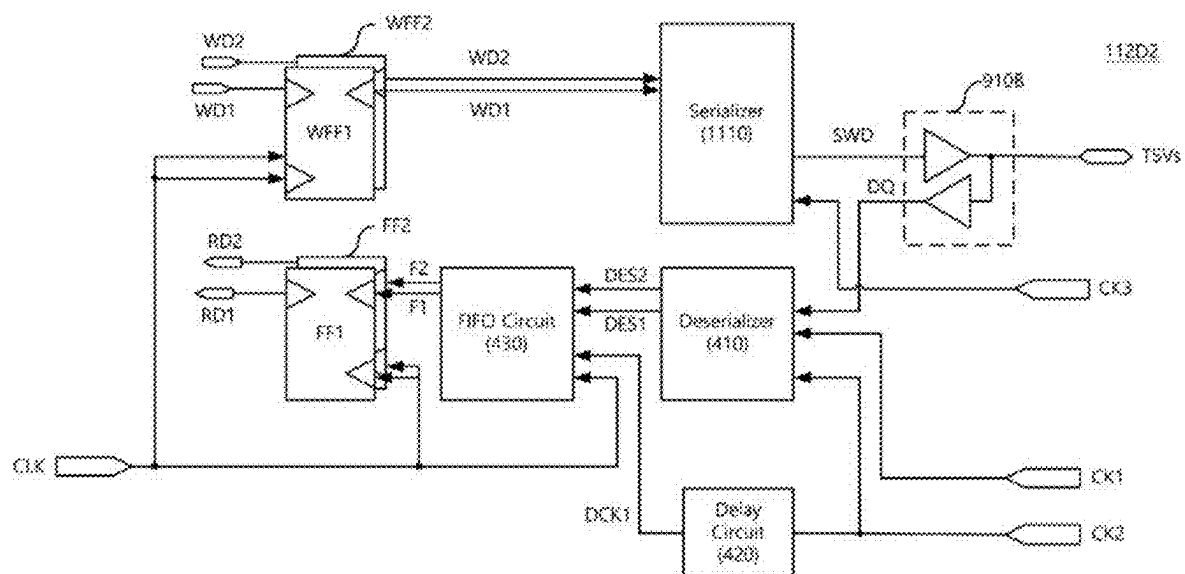 WFF2
WD2
WD1
WFF1
WD2
WD1
Serializer
(1110)
SWD
DQ
910B
112D2
TSVs
RD2
RD1
FF2
FF1
F2
F1
FIFO Circuit
(430)
DES2
DES1
Deserializer
(410)
CK3
CLK
DCK1
Delay
Circuit
(420)
CK1
CK2